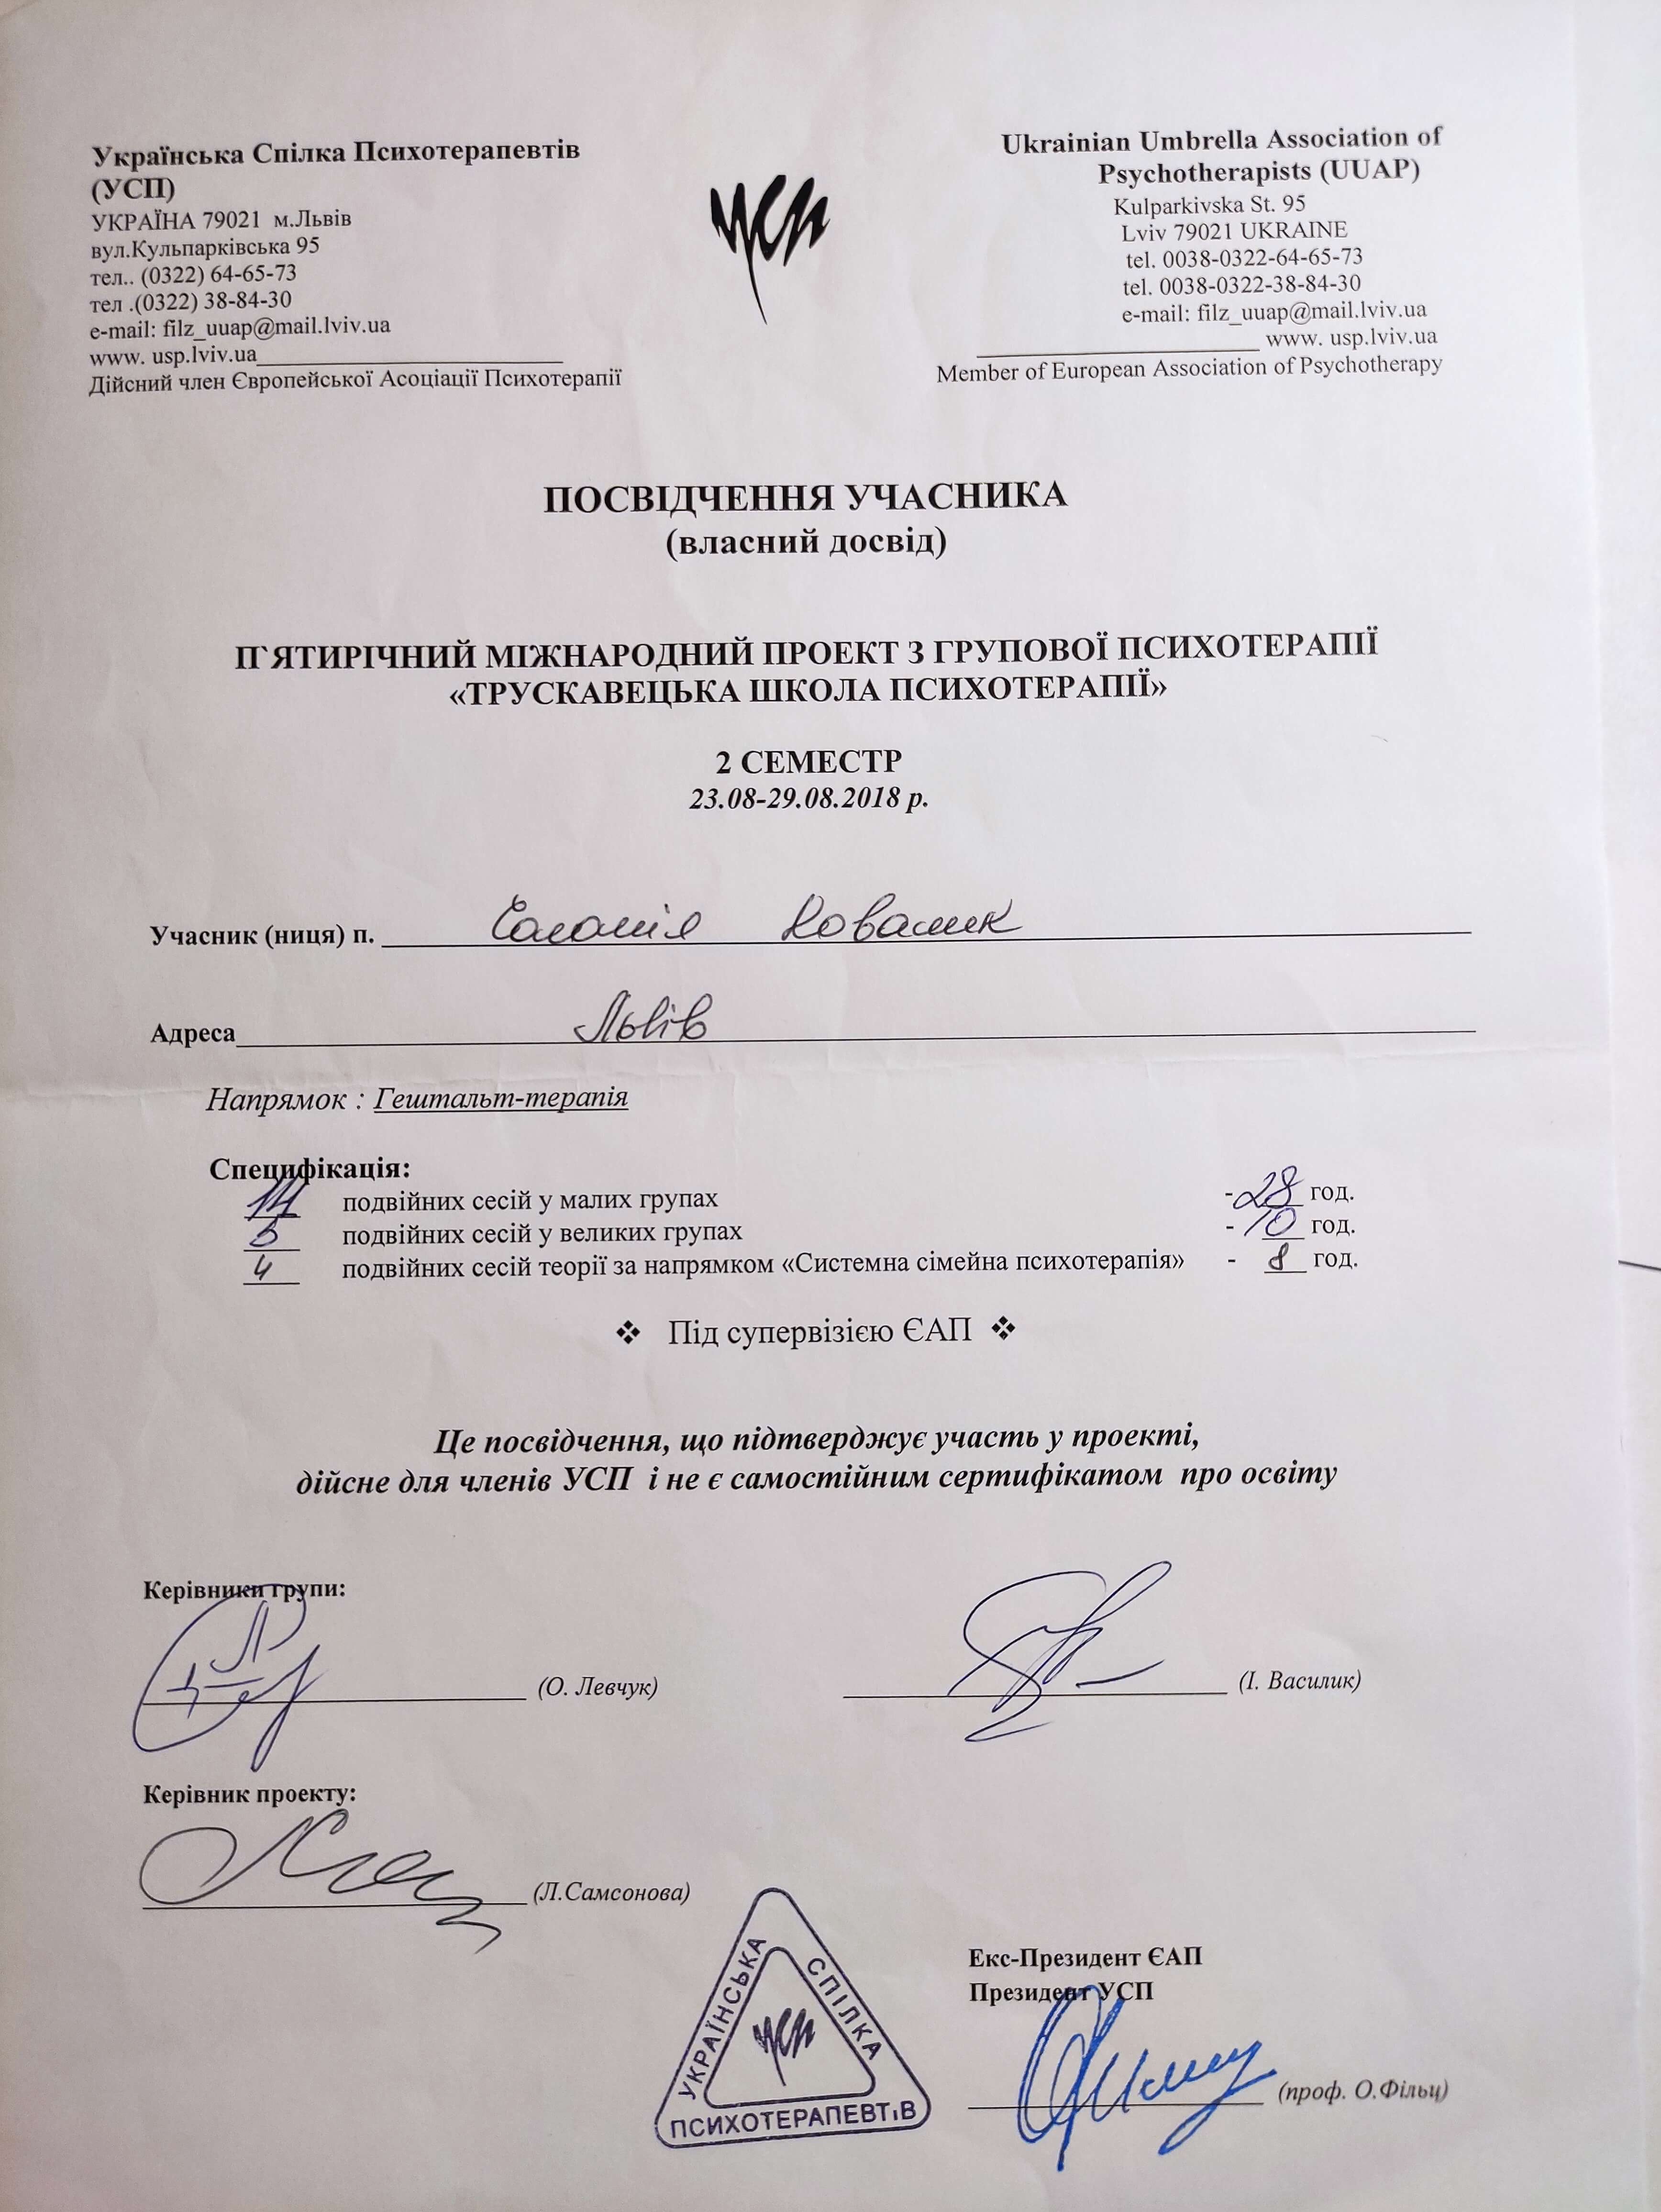 Українська Спілка Психотерапевтів
(УСП)
УКРАЇНА 79021 м.Львів
вул.Кульпарківська 95
тел.. (0322) 64-65-73
тел .(0322) 38-84-30
e-mail: filz_uuap@mail.lviv.ua
www. usp.lviv.ua
Дійсний член Європейської Асоціації Психотерапії
усп
Ukrainian Umbrella Association of
Psychotherapists (UUAP)
Kulparkivska St. 95
Lviv 79021 UKRAINE
tel. 0038-0322-64-65-73
tel. 0038-0322-38-84-30
e-mail: filz_uuap@mail.lviv.ua
www. usp.lviv.ua
Member of European Association of Psychotherapy
ПОСВІДЧЕННЯ УЧАСНИКА
(власний досвід)
П`ЯТИРІЧНИЙ МІЖНАРОДНИЙ ПРОЕКТ З ГРУПОВОЇ ПСИХОТЕРАПІЇ
«ТРУСКАВЕЦЬКА ШКОЛА ПСИХОТЕРАПІЇ»
2 СЕМЕСТР
23.08-29.08.2018 р.
Учасник (ниця) п. Соломія Ковалик
Адреса Львів
Напрямок : Гештальт-терапія
Специфікація:
14 подвійних сесій у малих групах - 28 год.
5 подвійних сесій у великих групах - 10 год.
4 подвійних сесій теорії за напрямком «Системна сімейна психотерапія» - 8 год.
❖ Під супервізією ЄАП ❖
Це посвідчення, що підтверджує участь у проекті,
дійсне для членів УСП і не є самостійним сертифікатом про освіту
Керівники групи:
(О. Левчук) (І. Василик)
Керівник проекту:
(Л.Самсонова)
УКРАЇНСЬКА СПІЛКА
усп
ПСИХОТЕРАПЕВТІВ
Екс-Президент ЄАП
Президент УСП
(проф. О.Фільц)